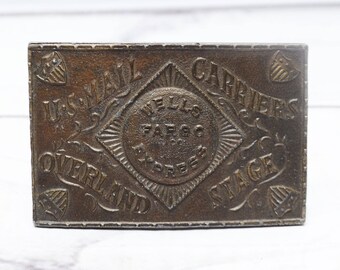 U.S. MAIL CARRIERS
WELLS
FARGO
EXPRESS
OVERLAND STAGE